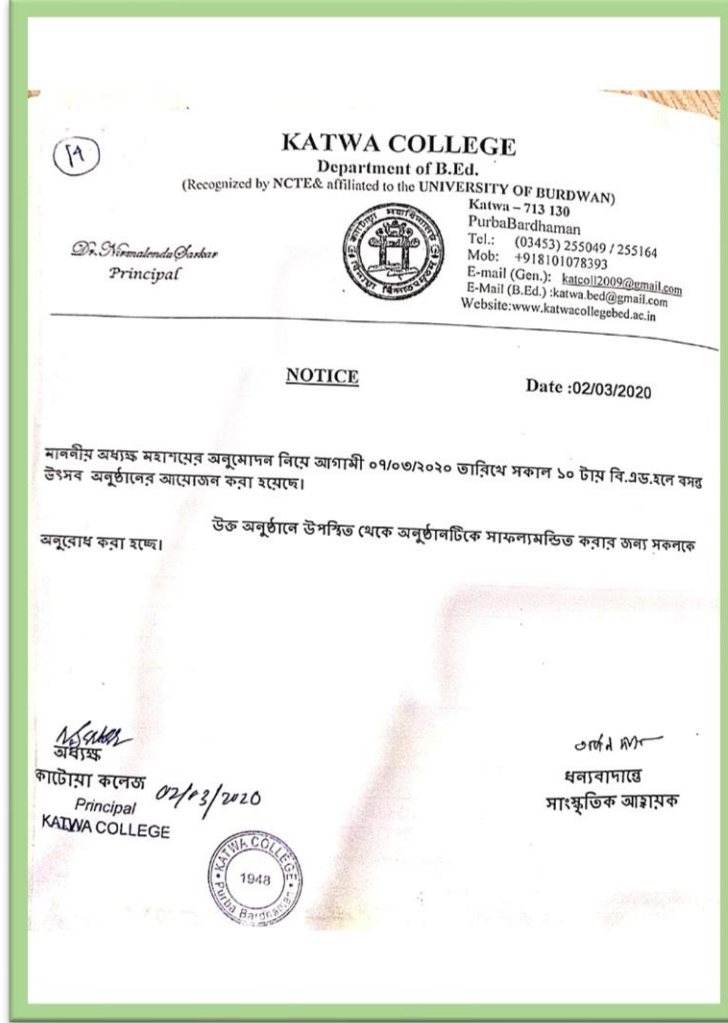 14
KATWA COLLEGE
Department of B.Ed.
(Recognized by NCTE& affilinted to the UNIVERSITY OF BURDWAN)
Dr. Nirmalendu Sarkar
Principal
Katwa – 713 130
PurbaBardhaman
Tel.: (03453) 255049 / 255164
Mob: +918101078393
E-mail (Gen.): katcoll2009@gmail.com
E-Mail (B.Ed.) :katwa.bed@gmail.com
Website:www.katwacollegebed.ac.in
NOTICE
Date :02/03/2020
মাননীয় অধ্যক্ষ মহাশয়ের অনুমোদন নিয়ে আগামী ০৭/০৩/২০২০ তারিখে সকাল ১০ টায় বি.এড.হলে বসন্ত
উৎসব অনুষ্ঠানের আয়োজন করা হয়েছে।
উক্ত অনুষ্ঠানে উপস্থিত থেকে অনুষ্ঠানটিকে সাফল্যমন্ডিত করার জন্য সকলকে
অনুরোধ করা হচ্ছে।
অধ্যক্ষ
কাটোয়া কলেজ 02/03/2020
Principal
KATWA COLLEGE
ধন্যবাদান্তে
সাংস্কৃতিক আহ্বায়ক
KATWA COLLEGE
1948
Purba Bardhaman